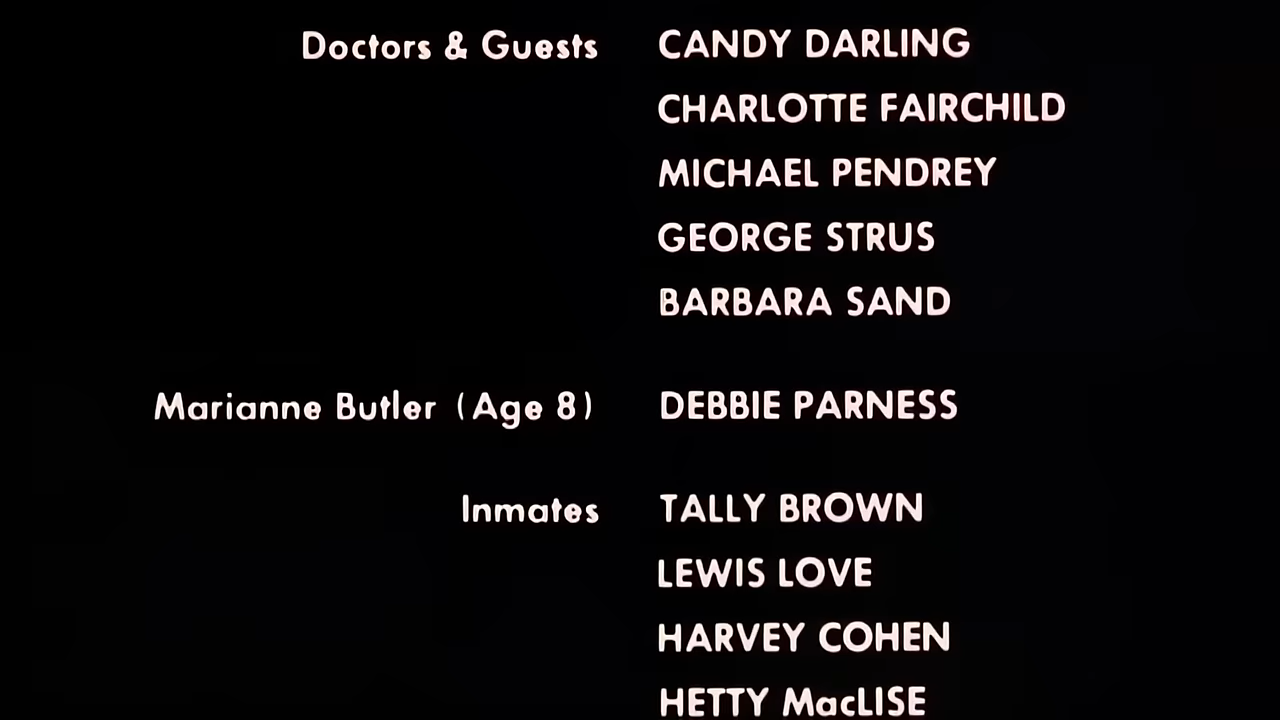 Doctors & Guests CANDY DARLING
CHARLOTTE FAIRCHILD
MICHAEL PENDREY
GEORGE STRUS
BARBARA SAND
Marianne Butler (Age 8) DEBBIE PARNESS
Inmates TALLY BROWN
LEWIS LOVE
HARVEY COHEN
HETTY MacLISE